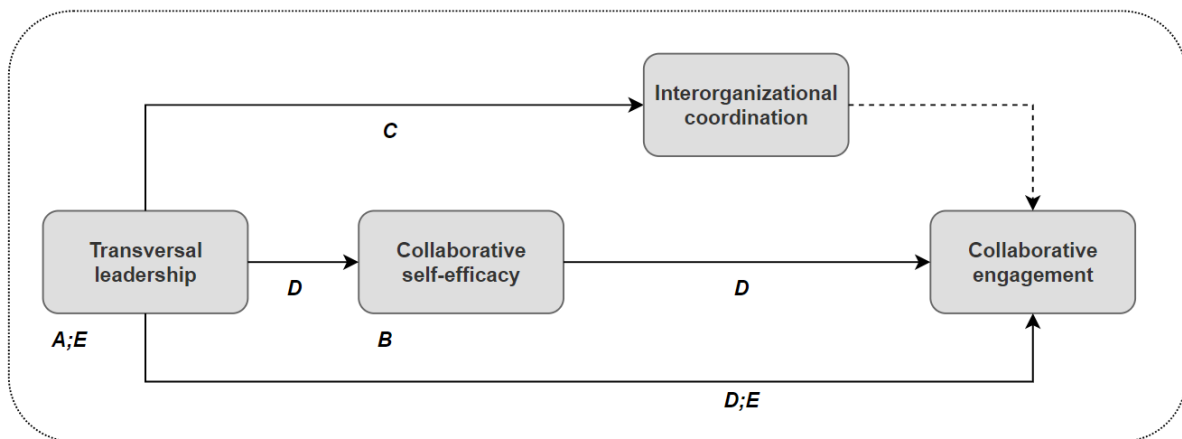 Interorganizational
coordination
C
Transversal
leadership
D
Collaborative
self-efficacy
D
Collaborative
engagement
A;E
B
D;E